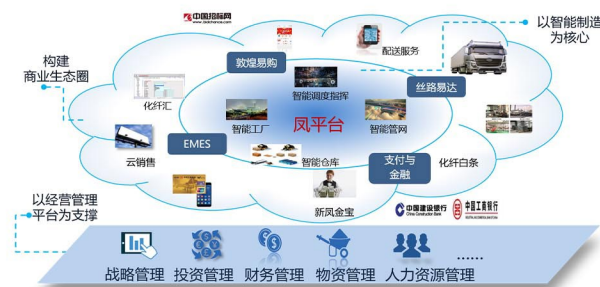 中国招标网
以智能制造
为核心
配送服务
敦煌易购
构建
商业生态圈
丝路易达
化纤汇
智能调度指挥
智能工厂
凤平台
智能管网
EMES
云销售
智能仓库
支付与
金融
化纤白条
以经营管理
平台为支撑
新凤金宝
中国建设银行
China Construction Bank
中国工商银行
战略管理
投资管理
财务管理
物资管理
人力资源管理
……